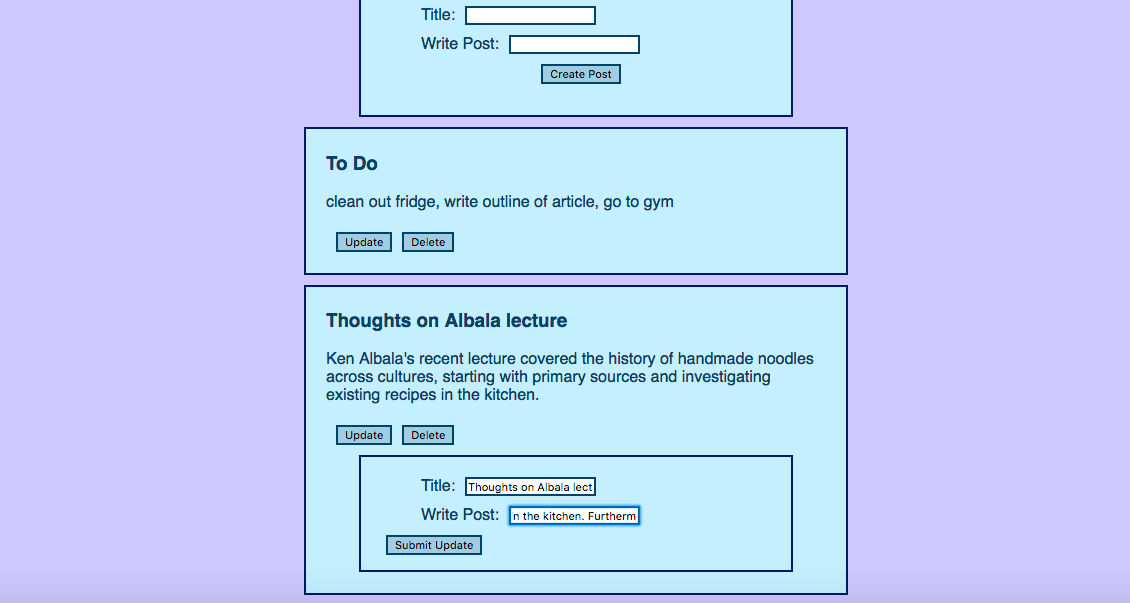 Title:
Write Post:
Create Post
To Do
clean out fridge, write outline of article, go to gym
Update Delete
Thoughts on Albala lecture
Ken Albala's recent lecture covered the history of handmade noodles
across cultures, starting with primary sources and investigating
existing recipes in the kitchen.
Update Delete
Title: Thoughts on Albala lect
Write Post: n the kitchen. Furtherm
Submit Update